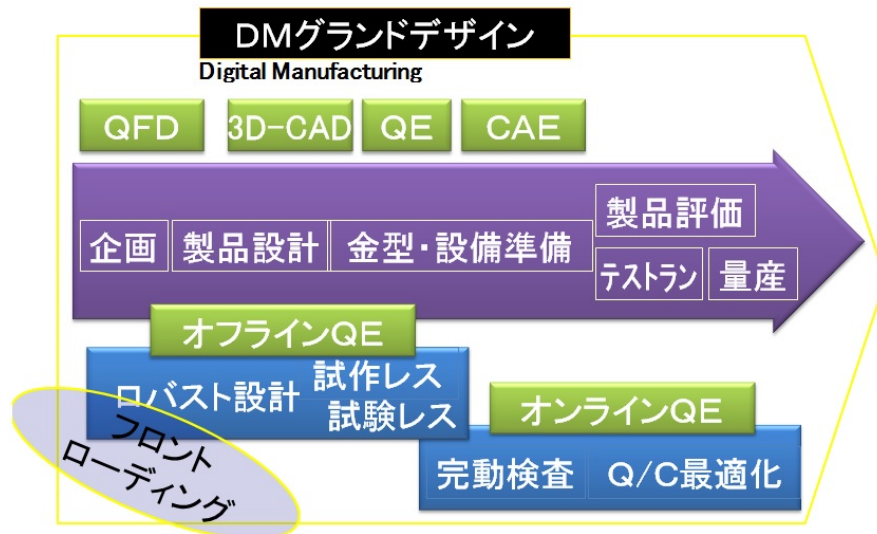 DMグランドデザイン
Digital Manufacturing
QFD
3D-CAD
QE
CAE
企画
製品設計
金型・設備準備
製品評価
テストラン
量産
オフラインQE
ロバスト設計
試作レス
試験レス
オンラインQE
完動検査
Q/C最適化
フロント
ローディング